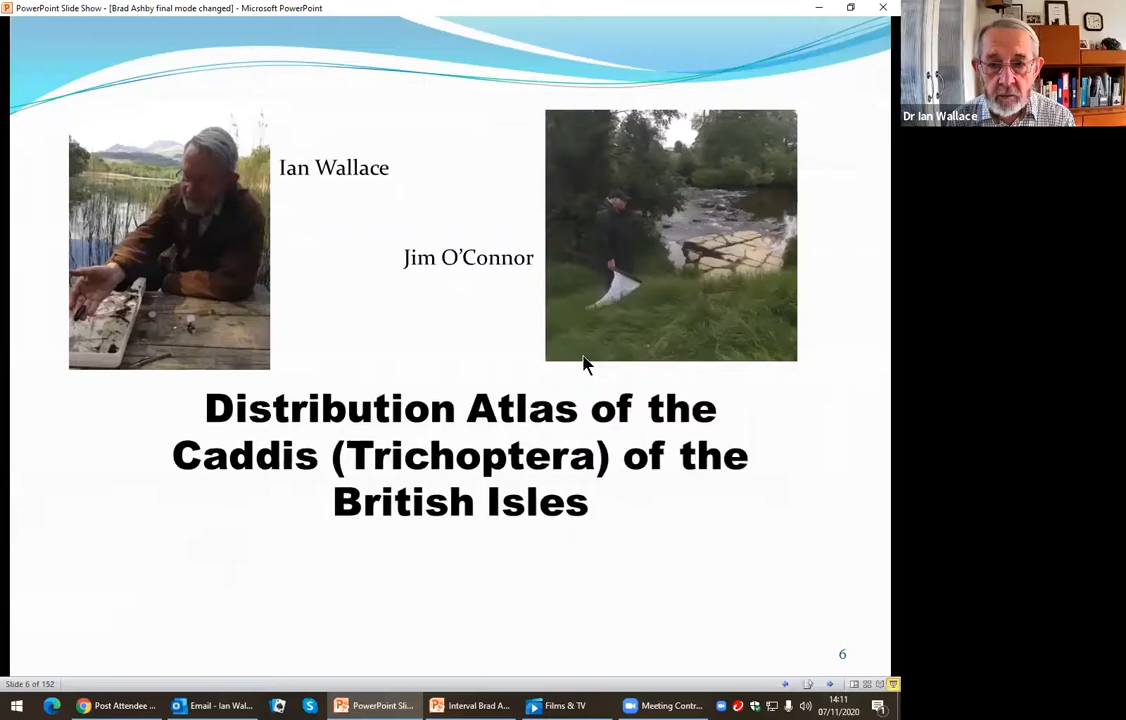 PowerPoint Slide Show - [Brad Ashby final mode changed] - Microsoft PowerPoint
Dr Ian Wallace
Ian Wallace
Jim O'Connor
Distribution Atlas of the
Caddis (Trichoptera) of the
British Isles
6
Slide 6 of 152
Post Attendee ...
Email - Ian Wal...
PowerPoint Sli...
Interval Brad A...
Films & TV
Meeting Contr...
14:11
07/11/2020